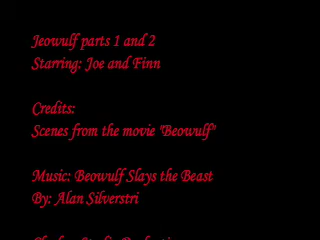 Jeowulf parts 1 and 2
Starring: Joe and Finn
Credits:
Scenes from the movie "Beowulf"
Music: Beowulf Slays the Beast
By: Alan Silverstri